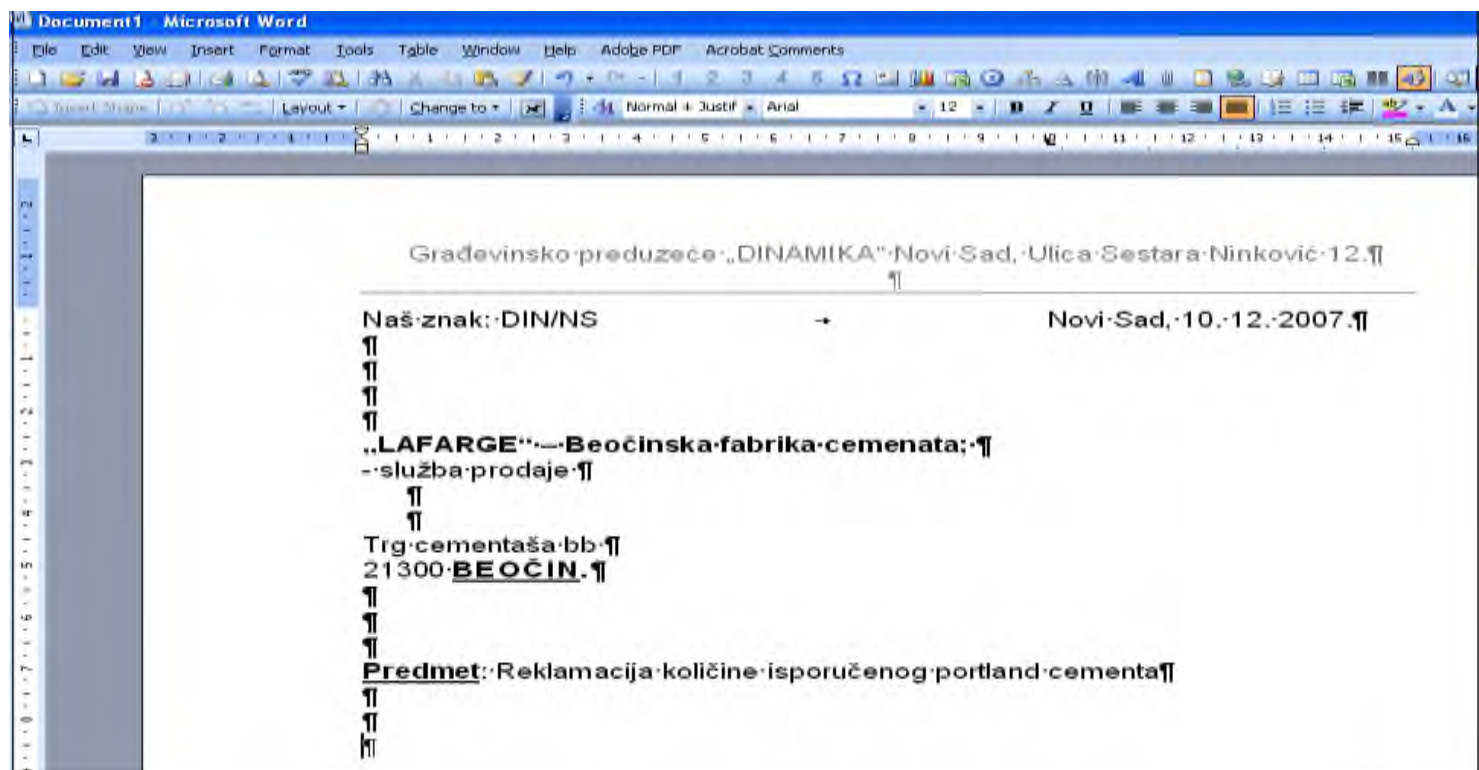 Document1 - Microsoft Word
File Edit View Insert Format Tools Table Window Help Adobe PDF Acrobat Comments
Insert Shape Layout Change to Normal + Justif Arial 12 B I U
Građevinsko preduzeće „DINAMIKA“ Novi Sad, Ulica Sestara Ninković 12.¶
¶
Naš znak: DIN/NS → Novi Sad, 10. 12. 2007.¶
¶
¶
¶
¶
„LAFARGE“ – Beočinska fabrika cemenata; ¶
- služba prodaje ¶
¶
¶
Trg cementaša bb ¶
21300 BEOČIN.¶
¶
¶
¶
Predmet: Reklamacija količine isporučenog portland cementa¶
¶
¶
¶